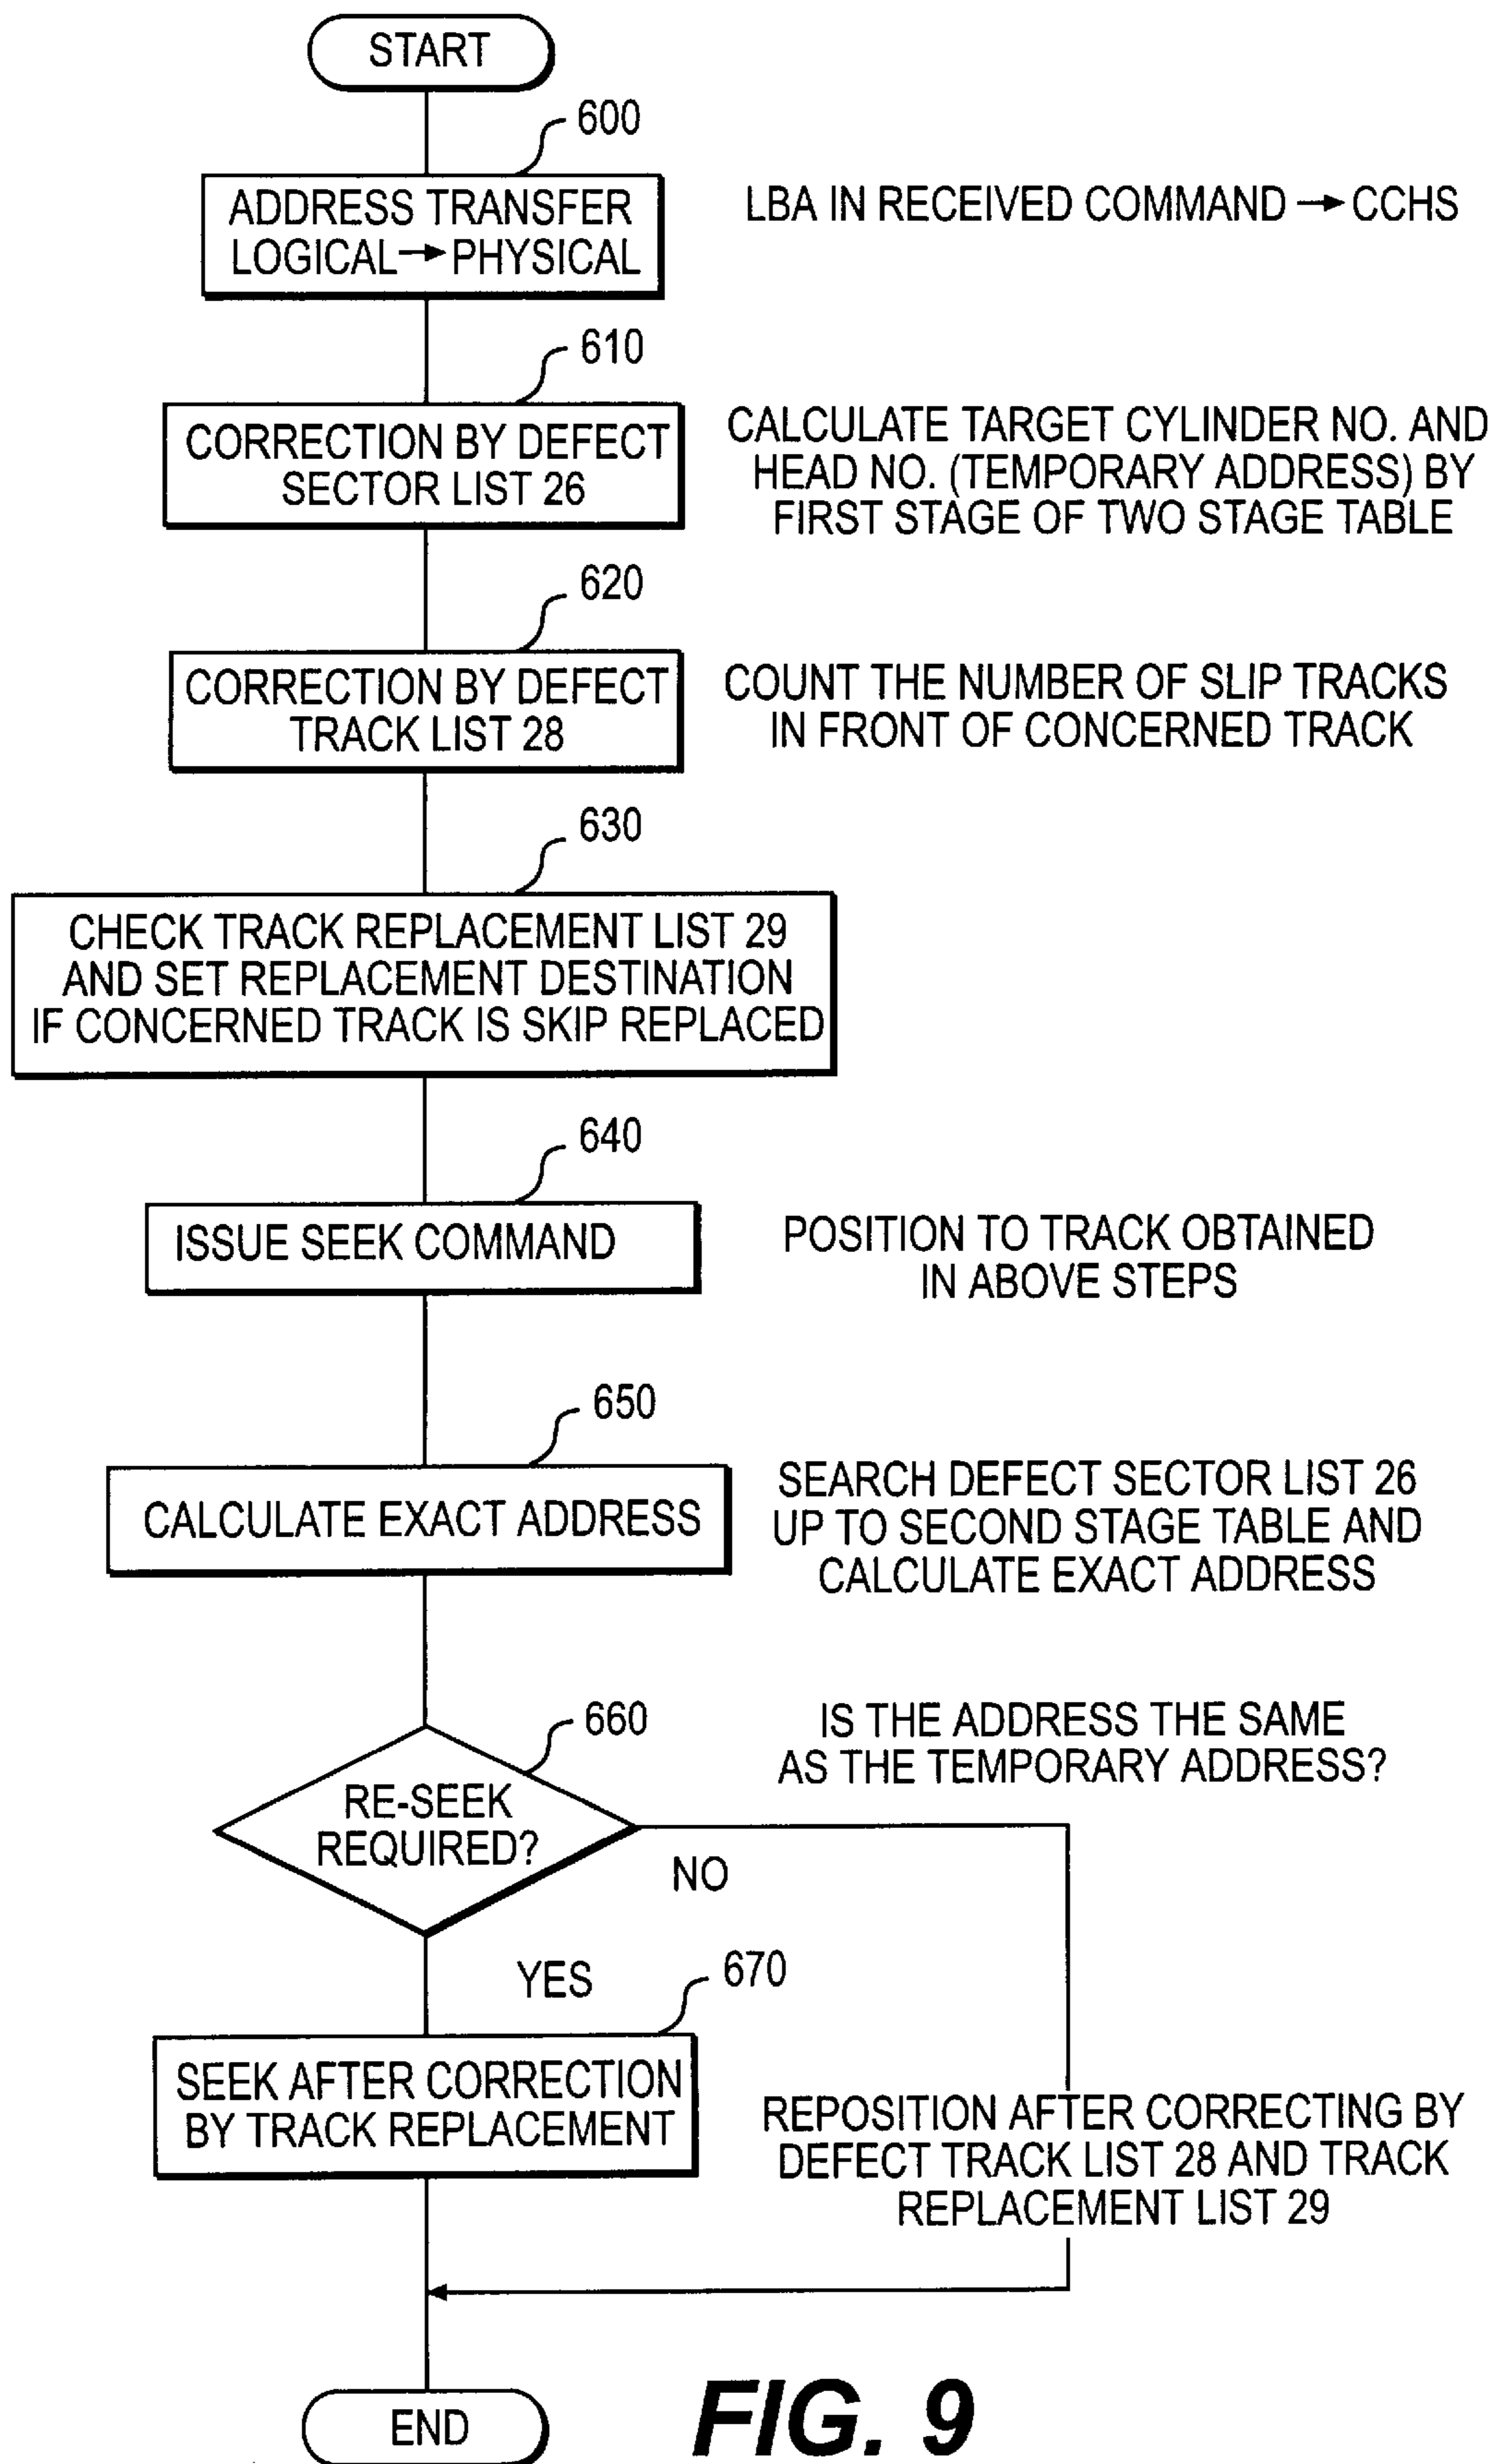 START
600
ADDRESS TRANSFER
LOGICAL → PHYSICAL
LBA IN RECEIVED COMMAND → CCHS
610
CORRECTION BY DEFECT
SECTOR LIST 26
CALCULATE TARGET CYLINDER NO. AND
HEAD NO. (TEMPORARY ADDRESS) BY
FIRST STAGE OF TWO STAGE TABLE
620
CORRECTION BY DEFECT
TRACK LIST 28
COUNT THE NUMBER OF SLIP TRACKS
IN FRONT OF CONCERNED TRACK
630
CHECK TRACK REPLACEMENT LIST 29
AND SET REPLACEMENT DESTINATION
IF CONCERNED TRACK IS SKIP REPLACED
640
ISSUE SEEK COMMAND
POSITION TO TRACK OBTAINED
IN ABOVE STEPS
650
CALCULATE EXACT ADDRESS
SEARCH DEFECT SECTOR LIST 26
UP TO SECOND STAGE TABLE AND
CALCULATE EXACT ADDRESS
660
RE-SEEK
REQUIRED?
IS THE ADDRESS THE SAME
AS THE TEMPORARY ADDRESS?
NO
YES
670
SEEK AFTER CORRECTION
BY TRACK REPLACEMENT
REPOSITION AFTER CORRECTING BY
DEFECT TRACK LIST 28 AND TRACK
REPLACEMENT LIST 29
END
FIG. 9